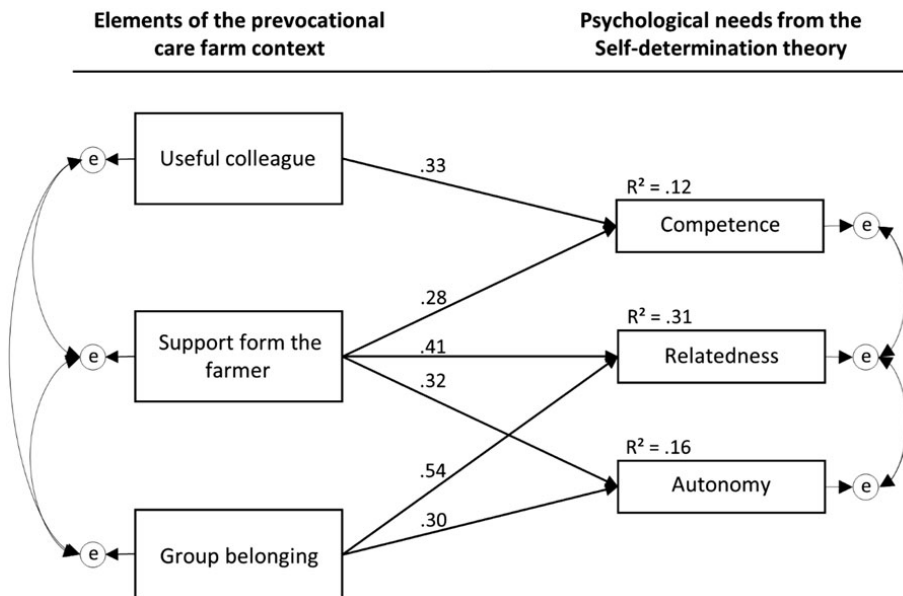 Elements of the prevocational
care farm context
Psychological needs from the
Self-determination theory
e
Useful colleague
.33
R² = .12
Competence
e
.28
e
Support form the
farmer
.41
.32
R² = .31
Relatedness
e
R² = .16
Autonomy
e
.54
.30
e
Group belonging